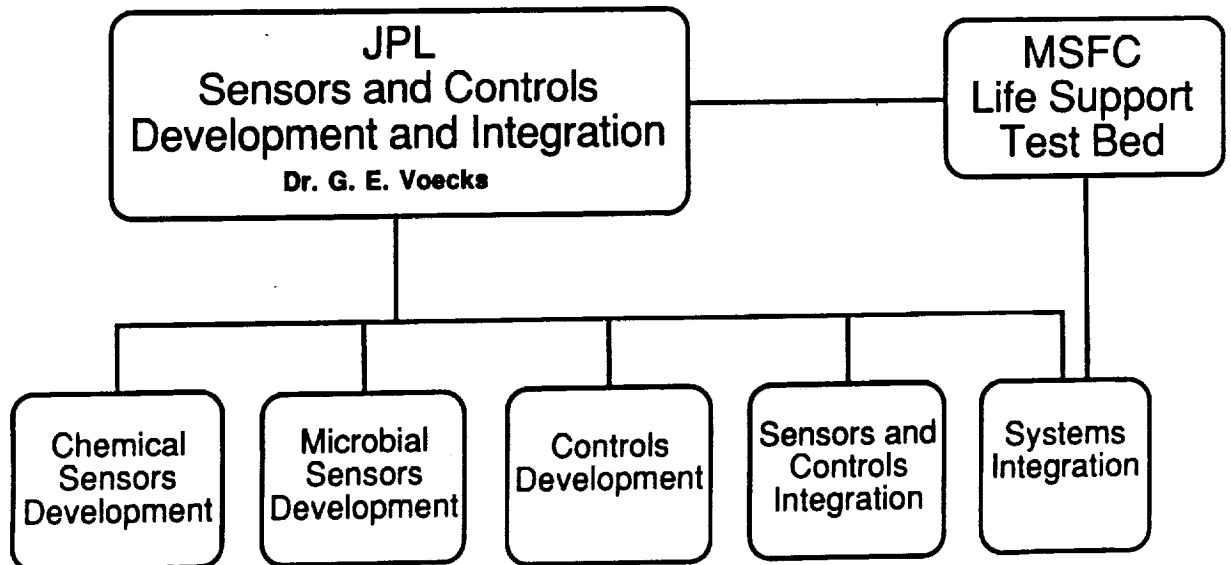 JPL
Sensors and Controls
Development and Integration
Dr. G. E. Voecks
MSFC
Life Support
Test Bed
Chemical
Sensors
Development
Microbial
Sensors
Development
Controls
Development
Sensors and
Controls
Integration
Systems
Integration